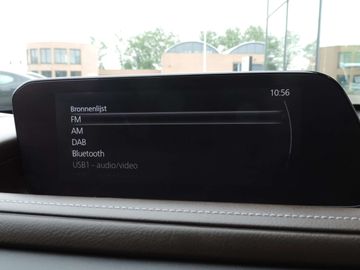 10:56
Bronnenlijst
FM
AM
DAB
Bluetooth
USB1 - audio/video